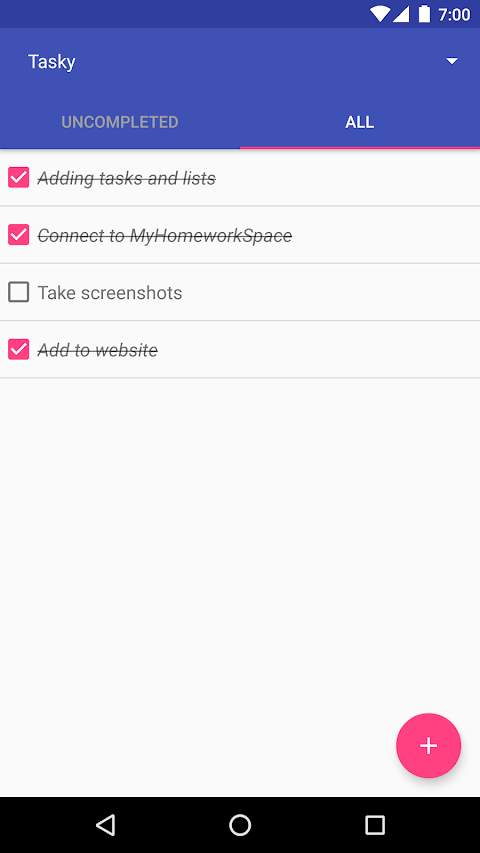 7:00
Tasky
UNCOMPLETED
ALL
Adding tasks and lists
Connect to MyHomeworkSpace
Take screenshots
Add to website